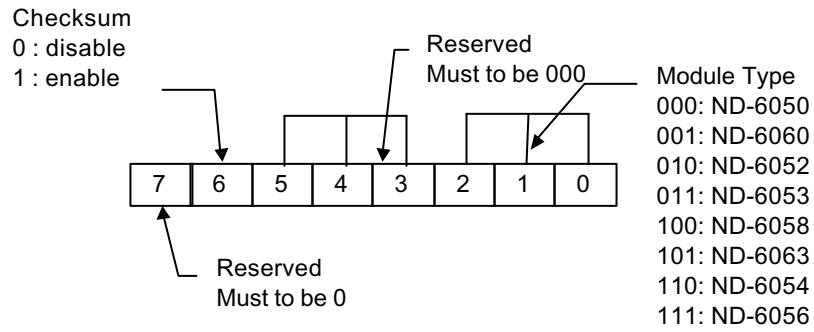 Checksum
0 : disable
1 : enable
Reserved
Must to be 000
Module Type
000: ND-6050
001: ND-6060
010: ND-6052
011: ND-6053
100: ND-6058
101: ND-6063
110: ND-6054
111: ND-6056
7 6 5 4 3 2 1 0
Reserved
Must to be 0